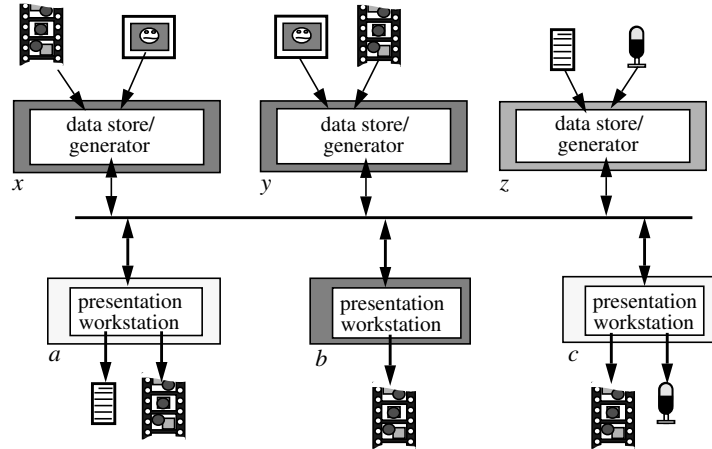 data store/
generator
x
data store/
generator
y
data store/
generator
z
presentation
workstation
a
presentation
workstation
b
presentation
workstation
c